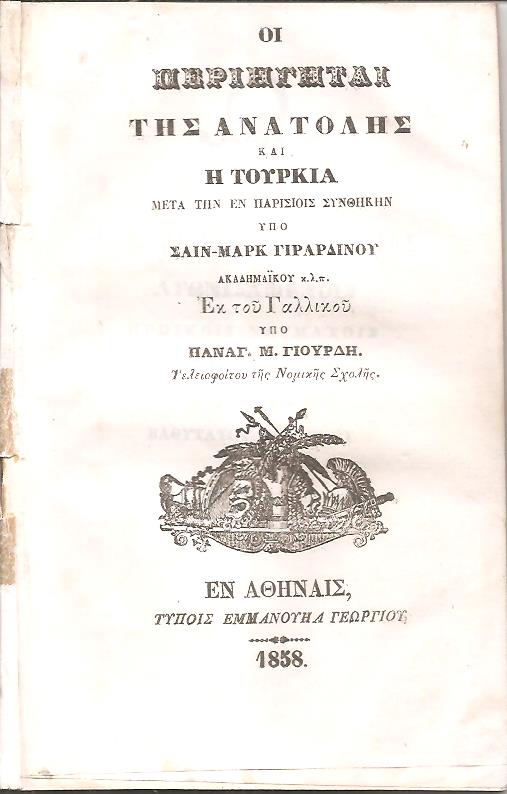 ΟΙ
ΠΕΡΙΗΓΗΤΑΙ
ΤΗΣ ΑΝΑΤΟΛΗΣ
ΚΑΙ
Η ΤΟΥΡΚΙΑ
ΜΕΤΑ ΤΗΝ ΕΝ ΠΑΡΙΣΙΟΙΣ ΣΥΝΘΗΚΗΝ
ΥΠΟ
ΣΑΙΝ-ΜΑΡΚ ΓΙΡΑΡΔΙΝΟΥ
ΑΚΑΔΗΜΑΪΚΟΥ κ.λ.π.
Ἐκ τοῦ Γαλλικοῦ
ΥΠΟ
ΠΑΝΑΓ. Μ. ΓΙΟΥΡΔΗ.
Τελειοφοίτου τῆς Νομικῆς Σχολῆς.
ΕΝ ΑΘΗΝΑΙΣ,
ΤΥΠΟΙΣ ΕΜΜΑΝΟΥΗΛ ΓΕΩΡΓΙΟΥ,
1858.